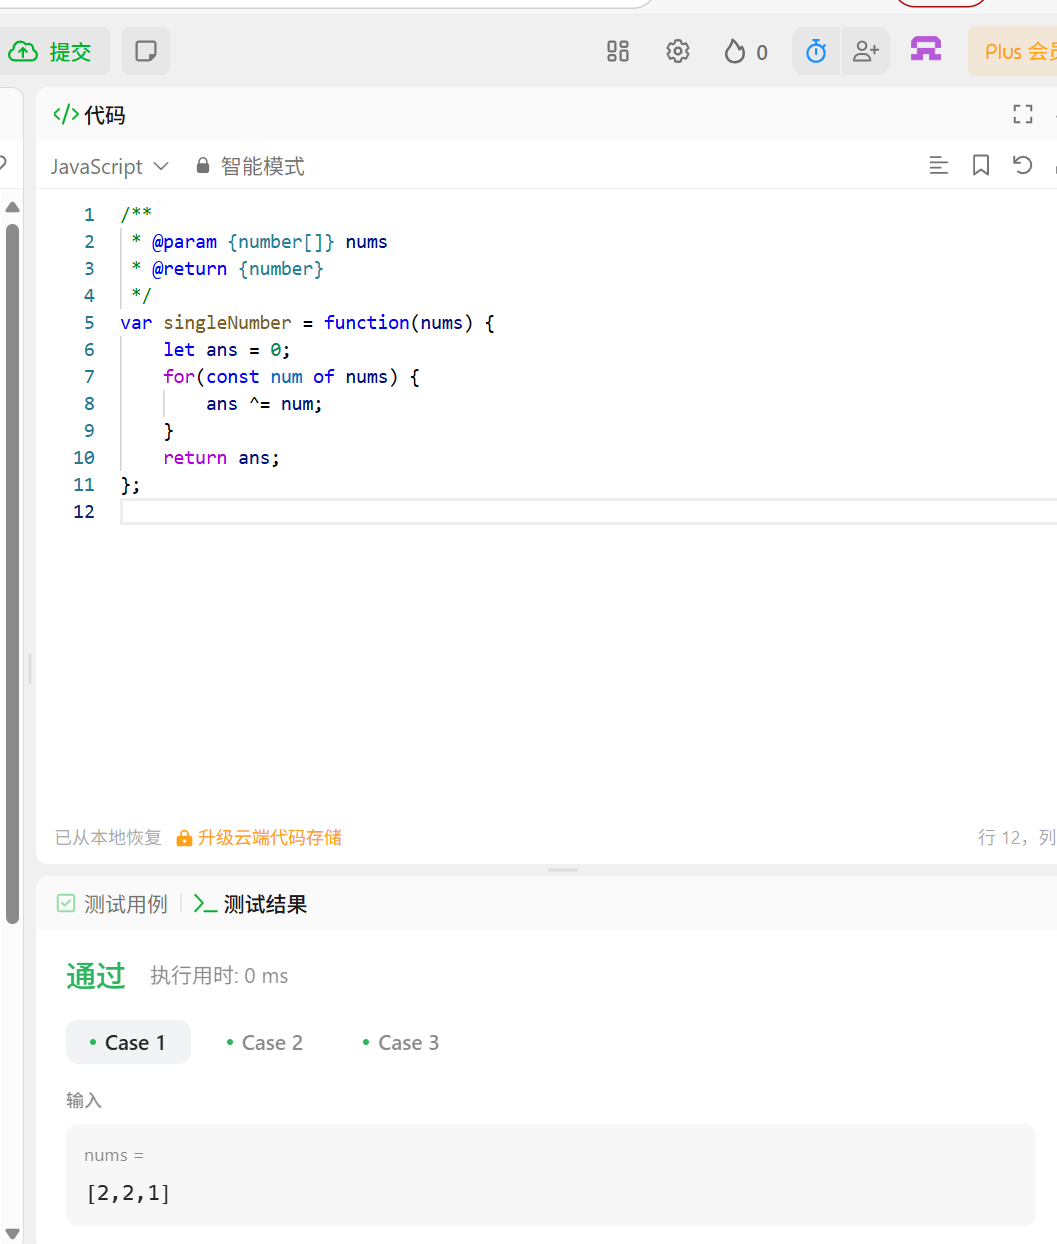 提交
0
Plus 会员
代码
JavaScript
智能模式
1 /**
2 * @param {number[]} nums
3 * @return {number}
4 */
5 var singleNumber = function(nums) {
6 let ans = 0;
7 for(const num of nums) {
8 ans ^= num;
9 }
10 return ans;
11 };
12
已从本地恢复 升级云端代码存储
行 12，列
测试用例
测试结果
通过 执行用时: 0 ms
Case 1 Case 2 Case 3
输入
nums =
[2,2,1]